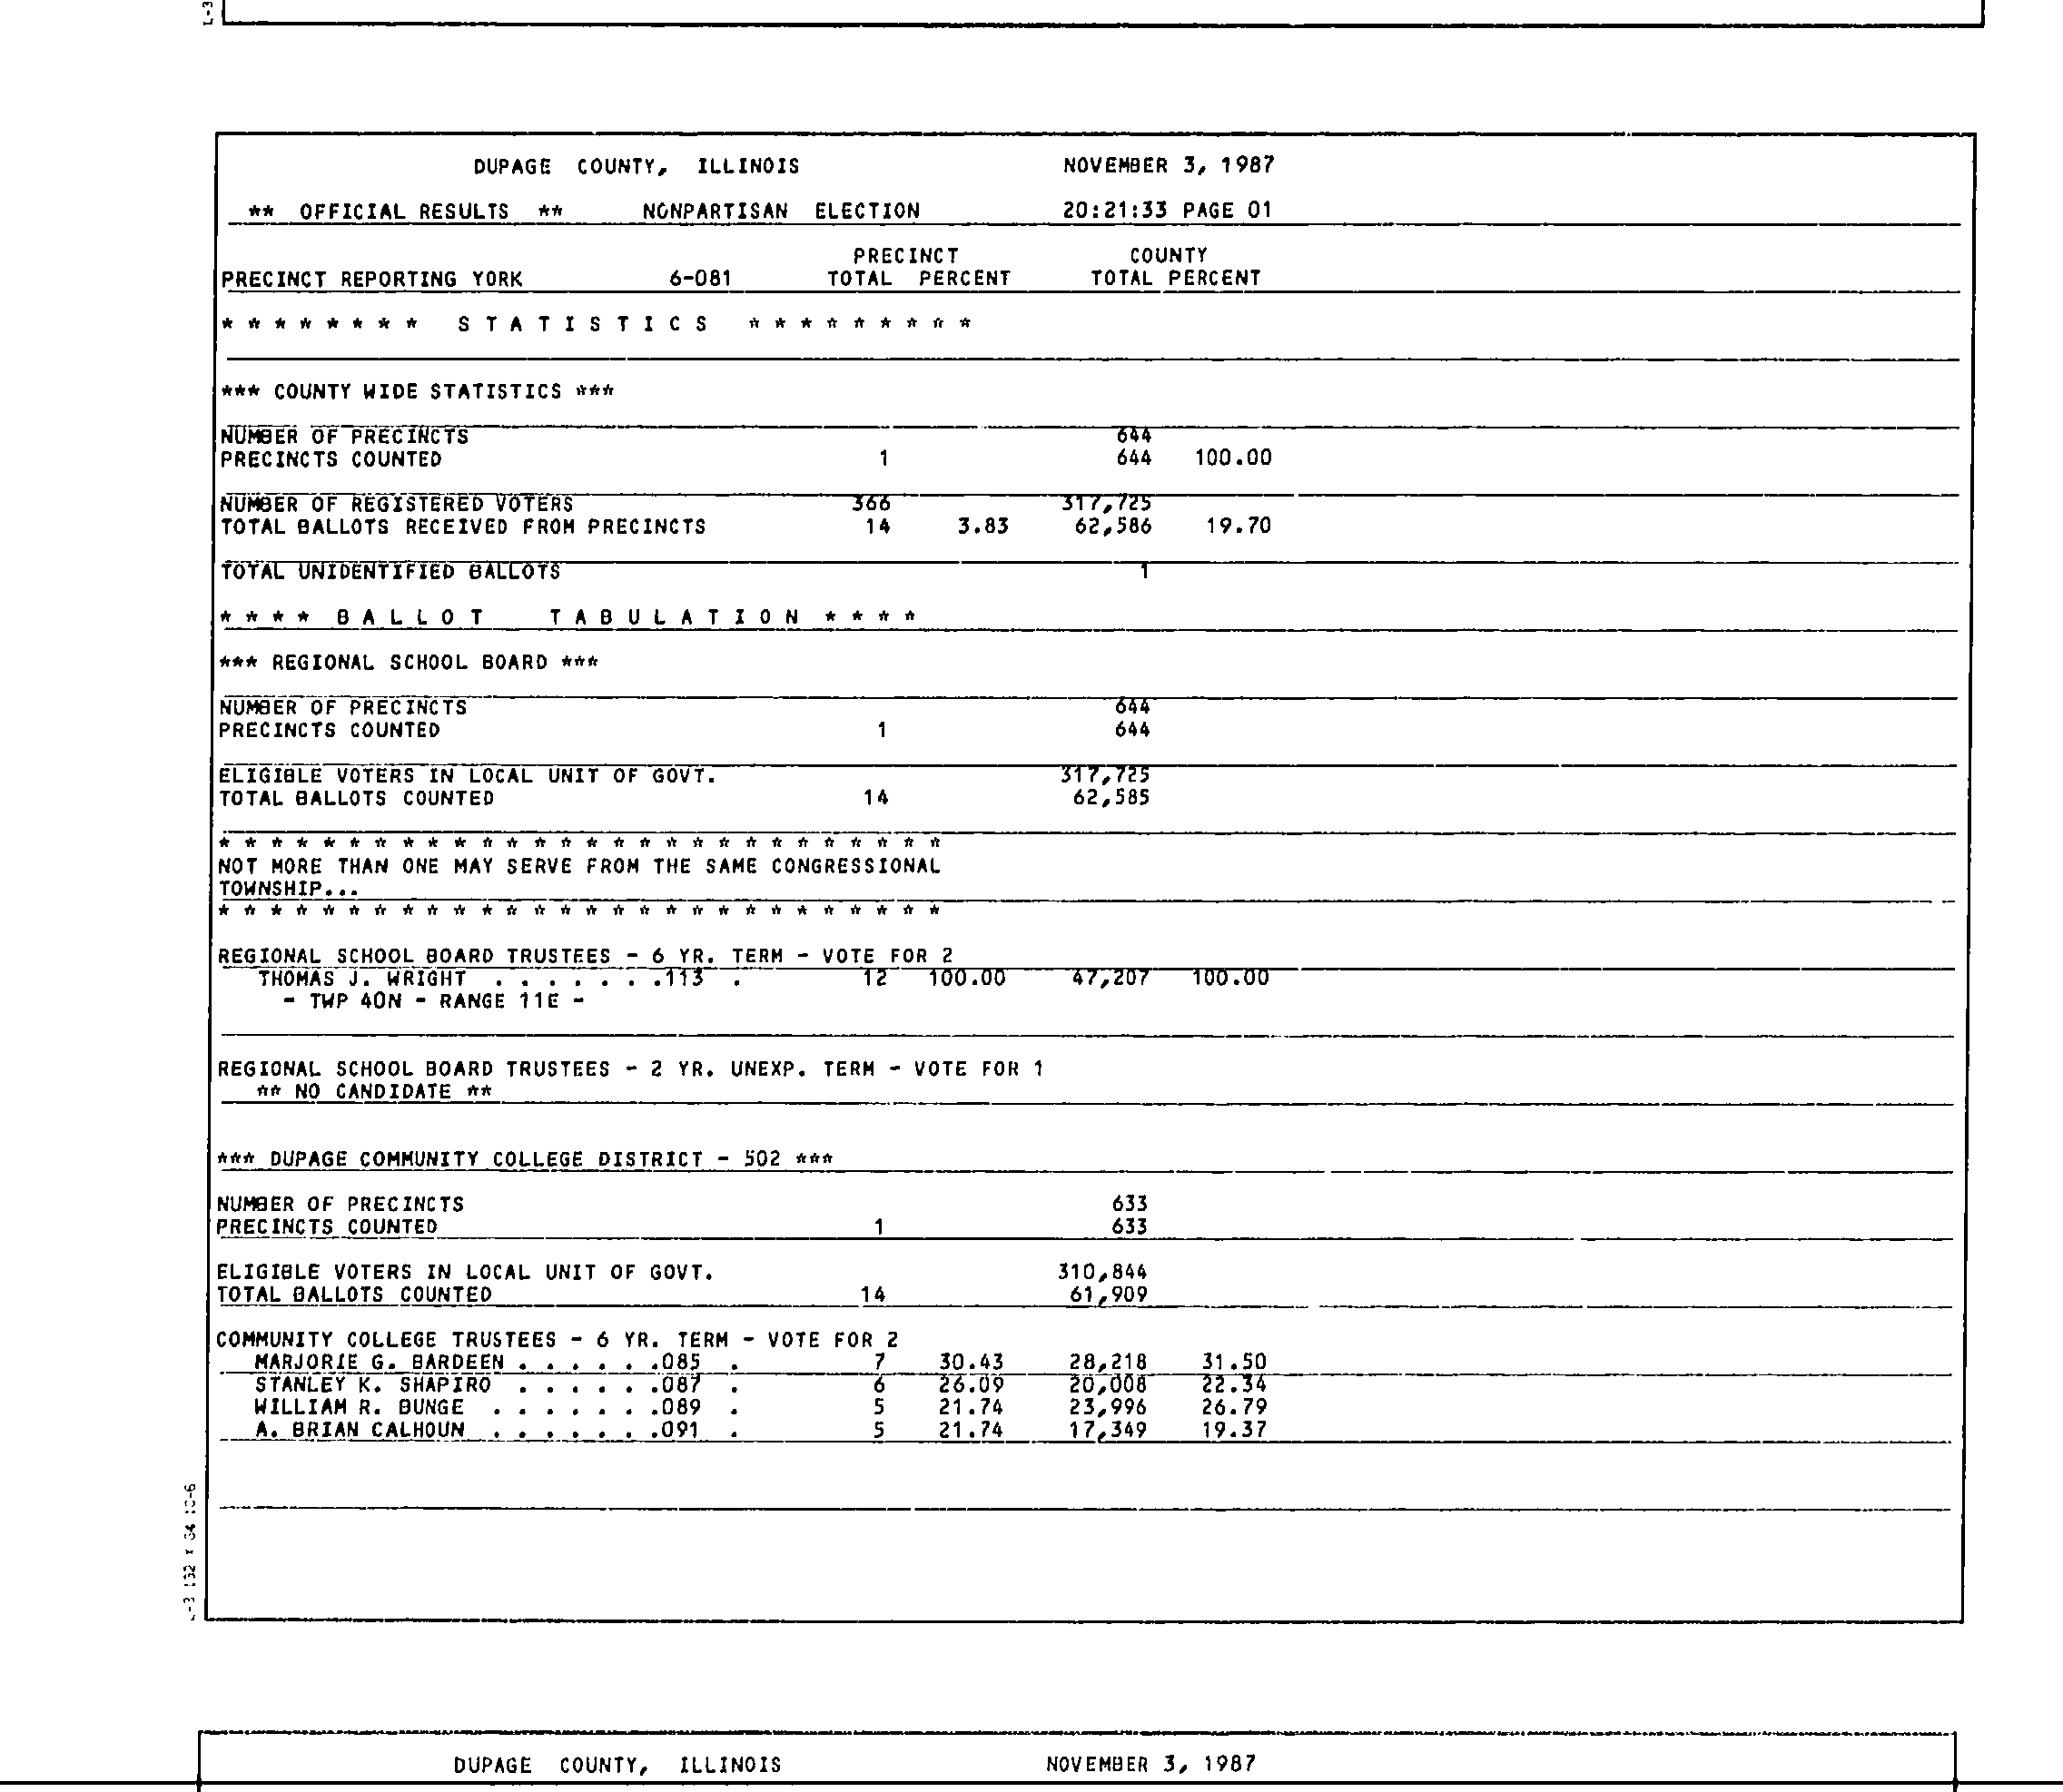 L-3
DUPAGE COUNTY, ILLINOIS NOVEMBER 3, 1987
** OFFICIAL RESULTS ** NONPARTISAN ELECTION 20:21:33 PAGE 01
PRECINCT COUNTY
PRECINCT REPORTING YORK 6-081 TOTAL PERCENT TOTAL PERCENT
* * * * * * * * S T A T I S T I C S * * * * * * * * *
*** COUNTY WIDE STATISTICS ***
NUMBER OF PRECINCTS 644
PRECINCTS COUNTED 1 644 100.00
NUMBER OF REGISTERED VOTERS 366 317,725
TOTAL BALLOTS RECEIVED FROM PRECINCTS 14 3.83 62,586 19.70
TOTAL UNIDENTIFIED BALLOTS 1
* * * * B A L L O T T A B U L A T I O N * * * *
*** REGIONAL SCHOOL BOARD ***
NUMBER OF PRECINCTS 644
PRECINCTS COUNTED 1 644
ELIGIBLE VOTERS IN LOCAL UNIT OF GOVT. 317,725
TOTAL BALLOTS COUNTED 14 62,585
* * * * * * * * * * * * * * * * * * * * * * * * * * * *
NOT MORE THAN ONE MAY SERVE FROM THE SAME CONGRESSIONAL
TOWNSHIP...
* * * * * * * * * * * * * * * * * * * * * * * * * * * *
REGIONAL SCHOOL BOARD TRUSTEES - 6 YR. TERM - VOTE FOR 2
THOMAS J. WRIGHT . . . . . . .113 . 12 100.00 47,207 100.00
- TWP 40N - RANGE 11E -
REGIONAL SCHOOL BOARD TRUSTEES - 2 YR. UNEXP. TERM - VOTE FOR 1
** NO CANDIDATE **
*** DUPAGE COMMUNITY COLLEGE DISTRICT - 502 ***
NUMBER OF PRECINCTS 633
PRECINCTS COUNTED 1 633
ELIGIBLE VOTERS IN LOCAL UNIT OF GOVT. 310,844
TOTAL BALLOTS COUNTED 14 61,909
COMMUNITY COLLEGE TRUSTEES - 6 YR. TERM - VOTE FOR 2
MARJORIE G. BARDEEN . . . . . .085 . 7 30.43 28,218 31.50
STANLEY K. SHAPIRO . . . . . .087 . 6 26.09 20,008 22.34
WILLIAM R. BUNGE . . . . . . .089 . 5 21.74 23,996 26.79
A. BRIAN CALHOUN . . . . . . .091 . 5 21.74 17,349 19.37
DUPAGE COUNTY, ILLINOIS NOVEMBER 3, 1987